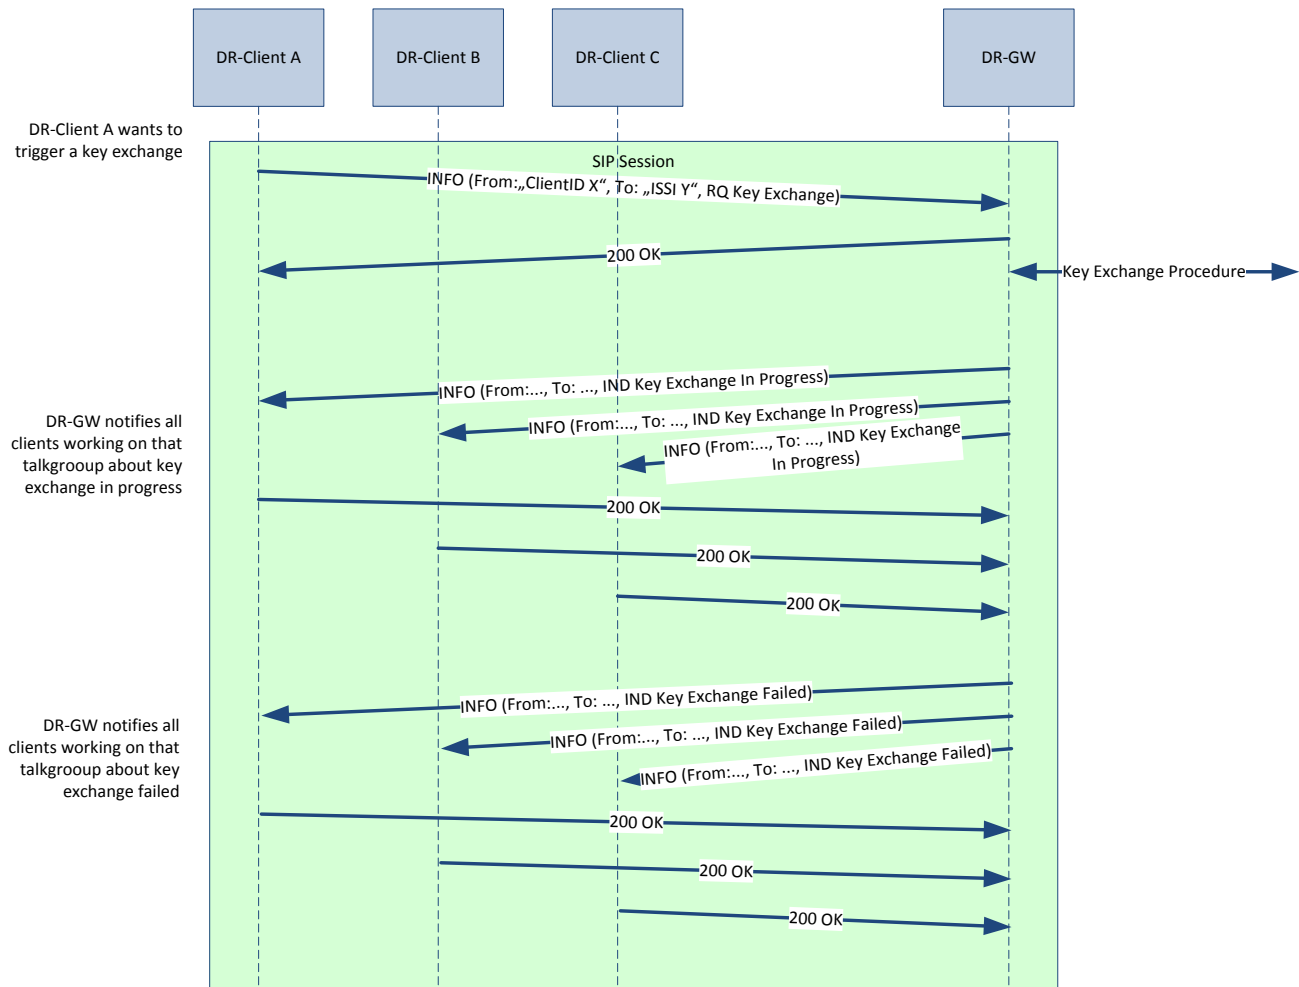 DR-Client A
DR-Client B
DR-Client C
DR-GW
DR-Client A wants to
trigger a key exchange
SIP Session
INFO (From:„ClientID X“, To: „ISSI Y“, RQ Key Exchange)
200 OK
Key Exchange Procedure
INFO (From:..., To: ..., IND Key Exchange In Progress)
INFO (From:..., To: ..., IND Key Exchange In Progress)
INFO (From:..., To: ..., IND Key Exchange
In Progress)
DR-GW notifies all
clients working on that
talkgrooup about key
exchange in progress
200 OK
200 OK
200 OK
INFO (From:..., To: ..., IND Key Exchange Failed)
INFO (From:..., To: ..., IND Key Exchange Failed)
INFO (From:..., To: ..., IND Key Exchange Failed)
DR-GW notifies all
clients working on that
talkgrooup about key
exchange failed
200 OK
200 OK
200 OK